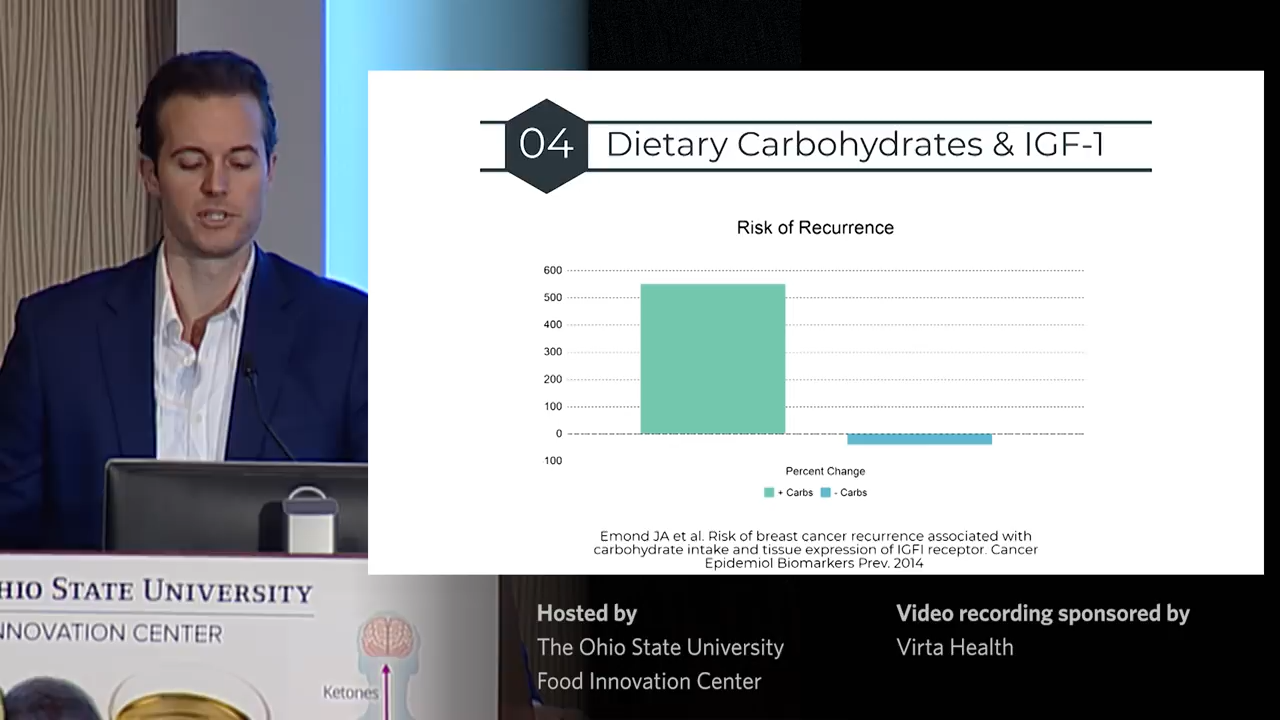 04
Dietary Carbohydrates & IGF-1
Risk of Recurrence
600
500
400
300
200
100
0
100
Percent Change
+ Carbs - Carbs
Emond JA et al. Risk of breast cancer recurrence associated with
carbohydrate intake and tissue expression of IGFI receptor. Cancer
Epidemiol Biomarkers Prev. 2014
HIO STATE UNIVERSITY
NNOVATION CENTER
Ketones
Hosted by
The Ohio State University
Food Innovation Center
Video recording sponsored by
Virta Health